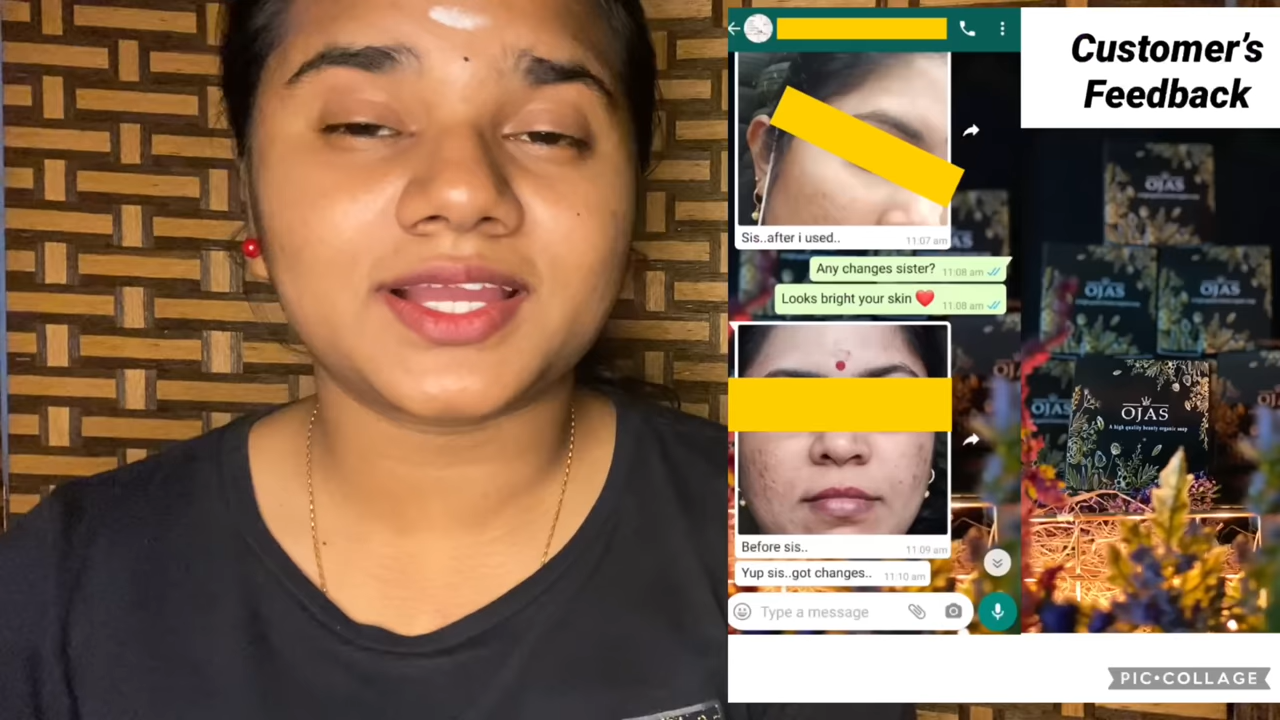 Customer's
Feedback
Sis..after i used..
11:07 am
Any changes sister?
11:08 am
Looks bright your skin
11:08 am
Before sis..
11:09 am
Yup sis..got changes..
11:10 am
Type a message
OJAS
OJAS
OJAS
OJAS
OJAS
A high quality beauty organic soap
PIC•COLLAGE